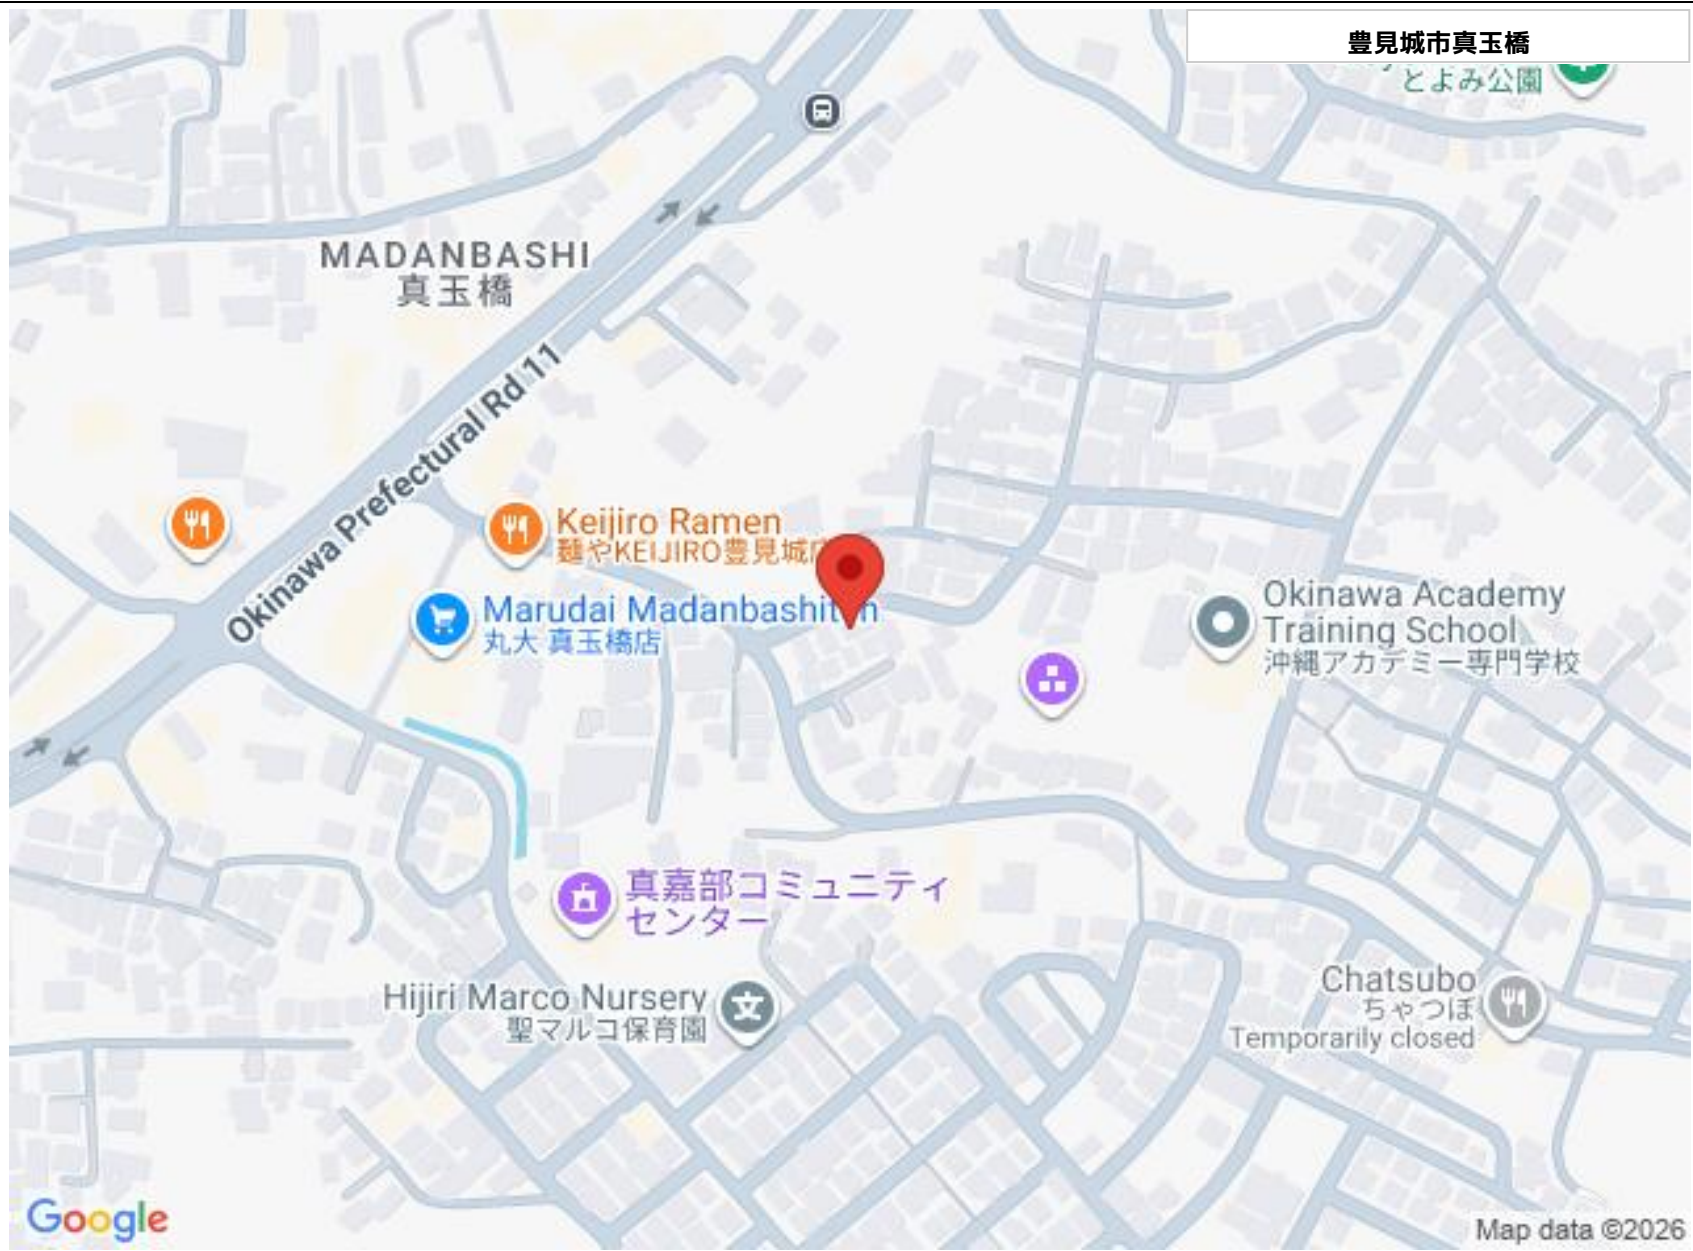 豊見城市真玉橋
とよみ公園
MADANBASHI
真玉橋
Okinawa Prefectural Rd 11
Keijiro Ramen
麺やKEIJIRO豊見城
Marudai Madanbashiten
丸大 真玉橋店
Okinawa Academy
Training School
沖縄アカデミー専門学校
真嘉部コミュニティ
センター
Hijiri Marco Nursery
聖マルコ保育園
Chatsubo
ちゃつぼ
Temporarily closed
Google
Map data ©2026